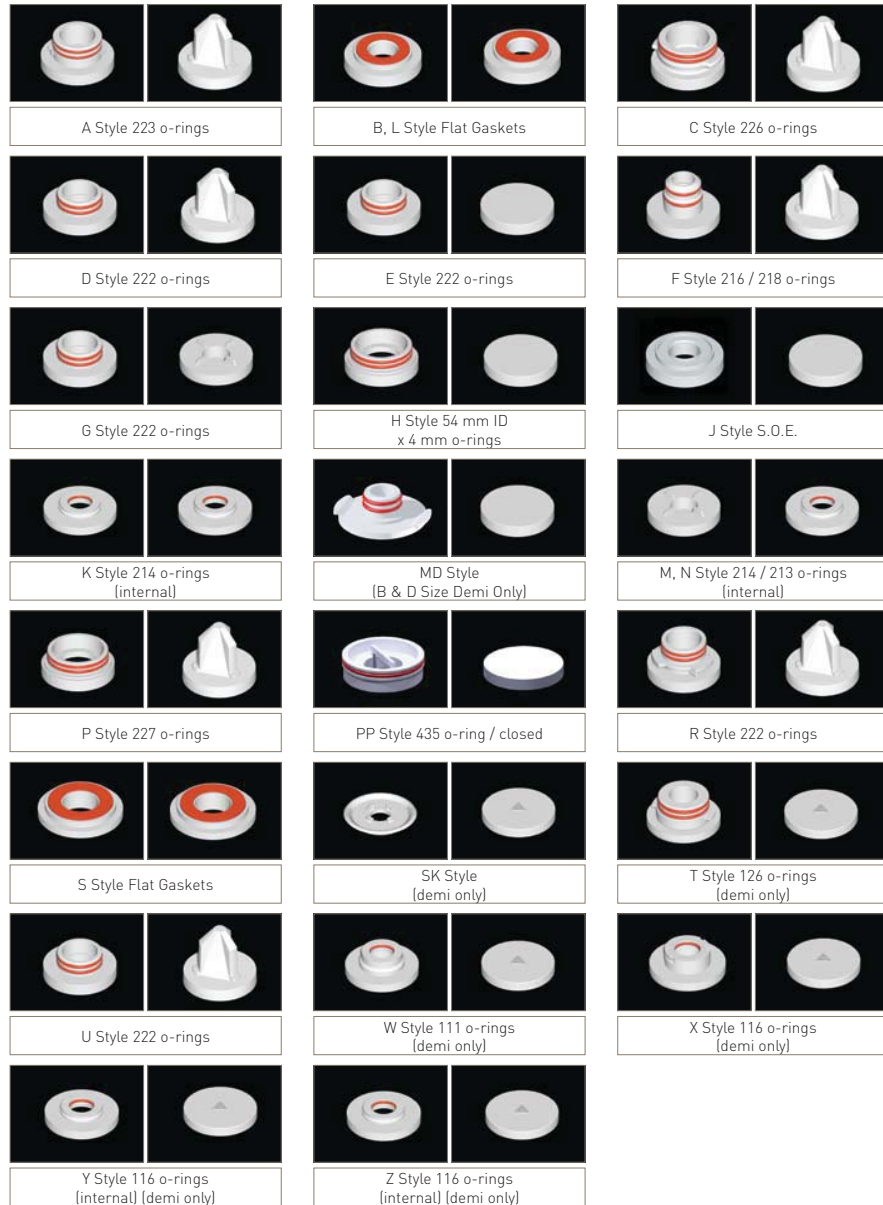 A Style 223 o-rings
B, L Style Flat Gaskets
C Style 226 o-rings
D Style 222 o-rings
E Style 222 o-rings
F Style 216 / 218 o-rings
G Style 222 o-rings
H Style 54 mm ID
x 4 mm o-rings
J Style S.O.E.
K Style 214 o-rings
(internal)
MD Style
(B & D Size Demi Only)
M, N Style 214 / 213 o-rings
(internal)
P Style 227 o-rings
PP Style 435 o-ring / closed
R Style 222 o-rings
S Style Flat Gaskets
SK Style
(demi only)
T Style 126 o-rings
(demi only)
U Style 222 o-rings
W Style 111 o-rings
(demi only)
X Style 116 o-rings
(demi only)
Y Style 116 o-rings
(internal) (demi only)
Z Style 116 o-rings
(internal) (demi only)